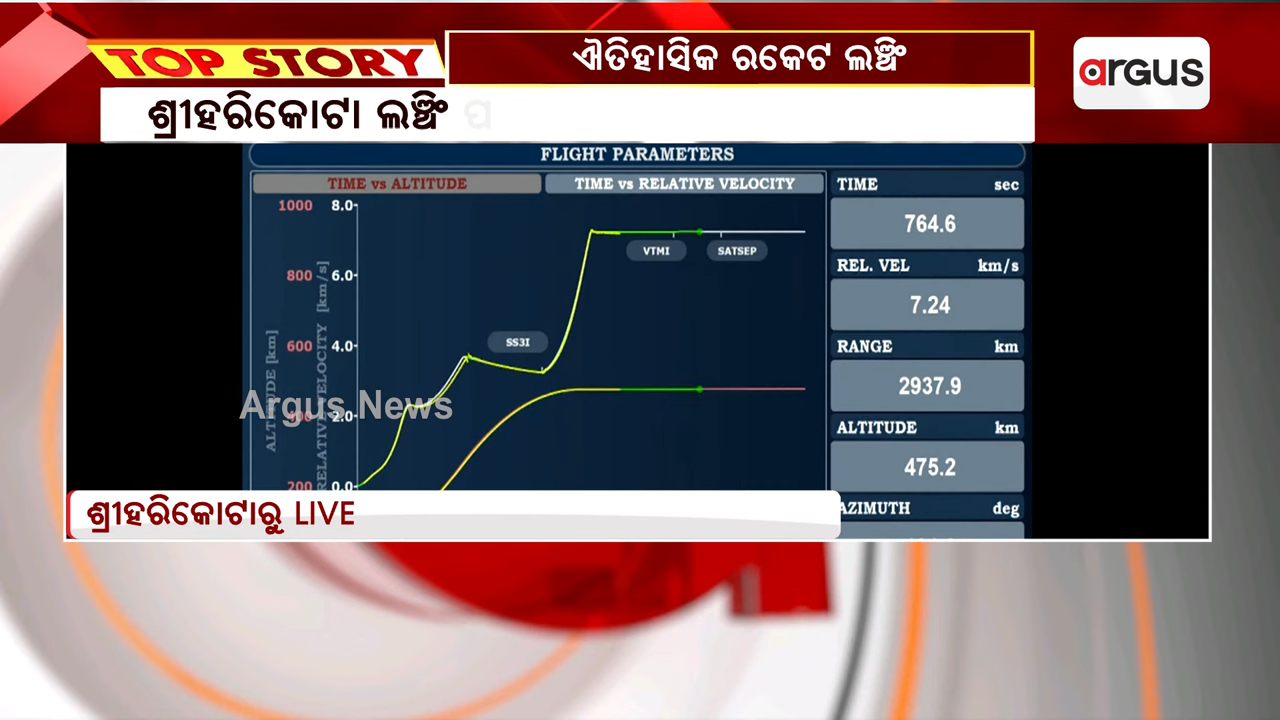 TOP STORY
ଐତିହାସିକ ରକେଟ ଲଞ୍ଚିଂ
argus
ଶ୍ରୀହରିକୋଟା ଲଞ୍ଚିଂ ପ
FLIGHT PARAMETERS
TIME vs ALTITUDE
TIME vs RELATIVE VELOCITY
1000 8.0
800 6.0
600 4.0
400 2.0
200 0.0
ALTITUDE [km]
RELATIVE VELOCITY [km/s]
SS3I
VTMI
SATSEP
TIME sec
764.6
REL. VEL km/s
7.24
RANGE km
2937.9
ALTITUDE km
475.2
AZIMUTH deg
Argus News
ଶ୍ରୀହରିକୋଟାରୁ LIVE